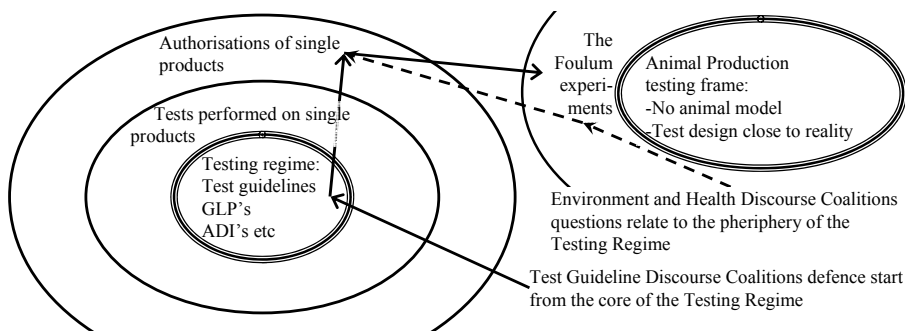 Authorisations of single
products
Tests performed on single
products
Testing regime:
Test guidelines
GLP’s
ADI’s etc
The
Foulum
experi-
ments
Animal Production
testing frame:
-No animal model
-Test design close to reality
Environment and Health Discourse Coalitions
questions relate to the pheriphery of the
Testing Regime
Test Guideline Discourse Coalitions defence start
from the core of the Testing Regime